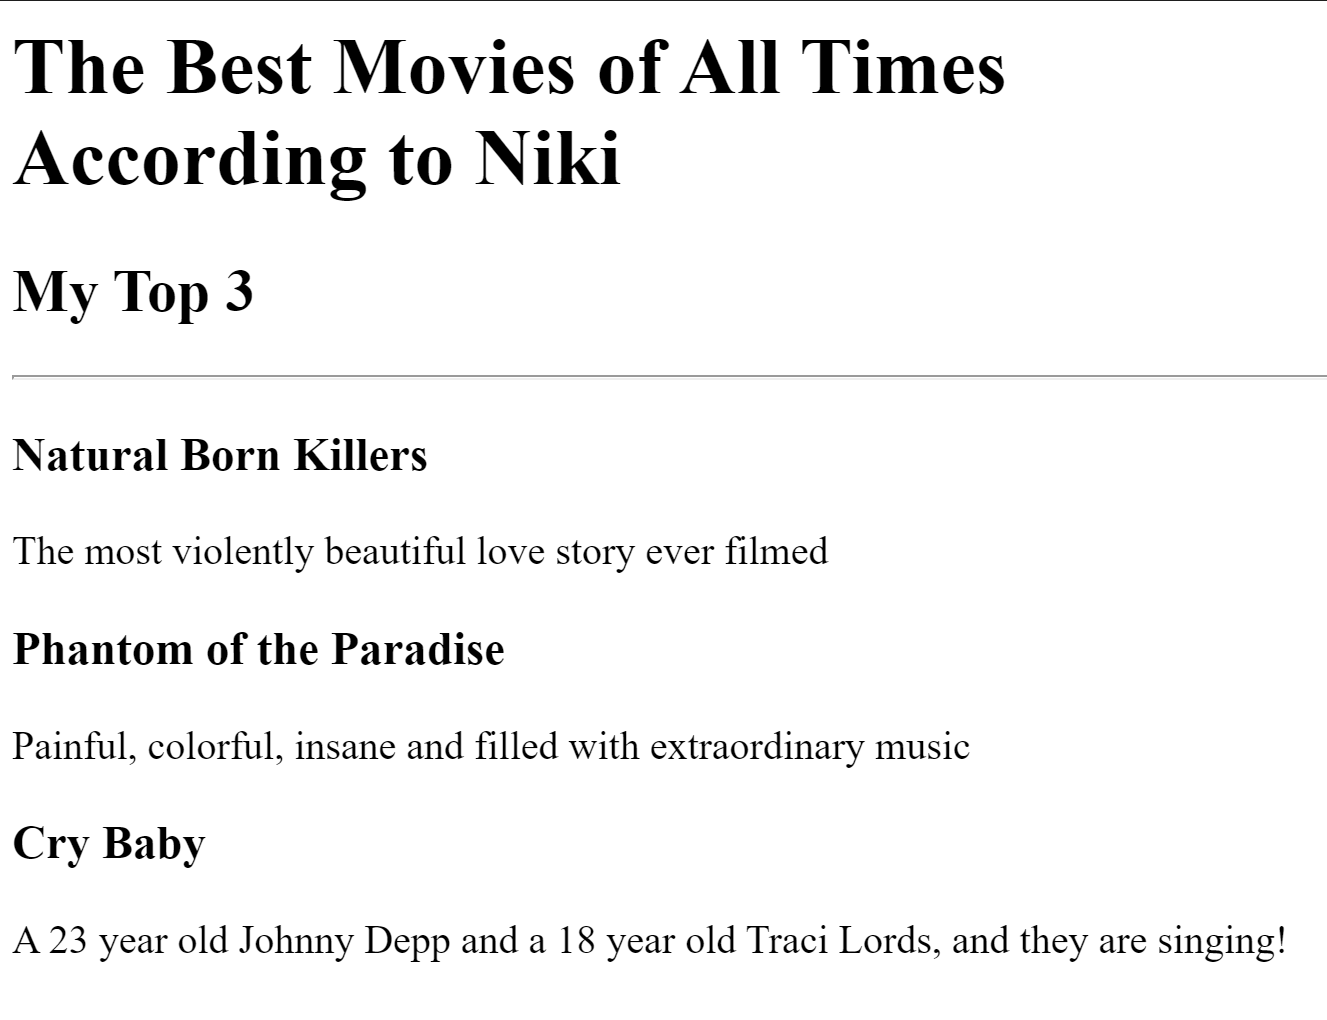 The Best Movies of All Times
According to Niki
My Top 3
Natural Born Killers
The most violently beautiful love story ever filmed
Phantom of the Paradise
Painful, colorful, insane and filled with extraordinary music
Cry Baby
A 23 year old Johnny Depp and a 18 year old Traci Lords, and they are singing!